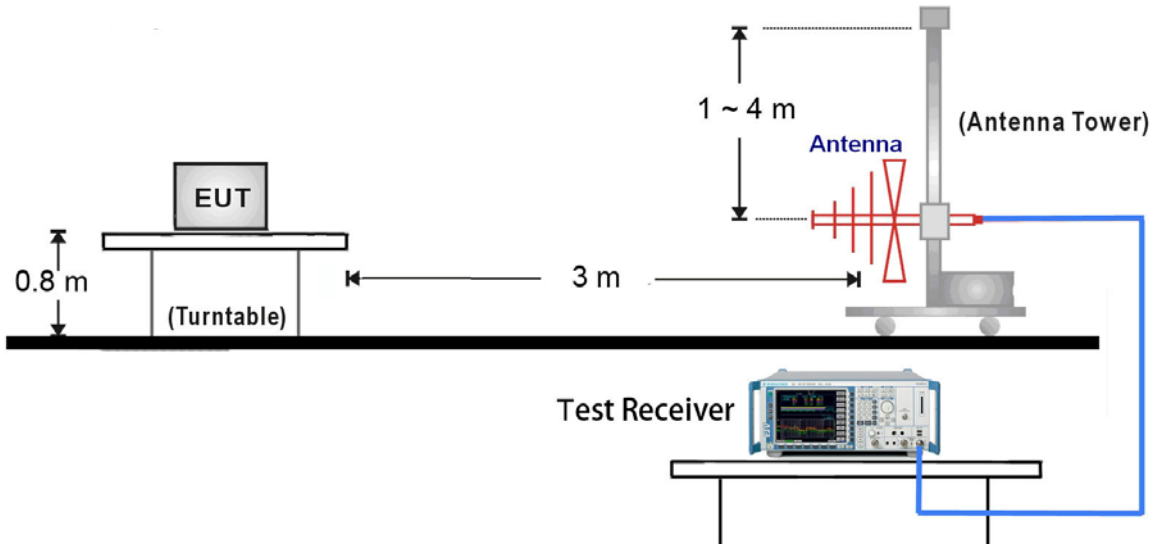 1 ~ 4 m
(Antenna Tower)
Antenna
EUT
0.8 m
3 m
(Turntable)
Test Receiver